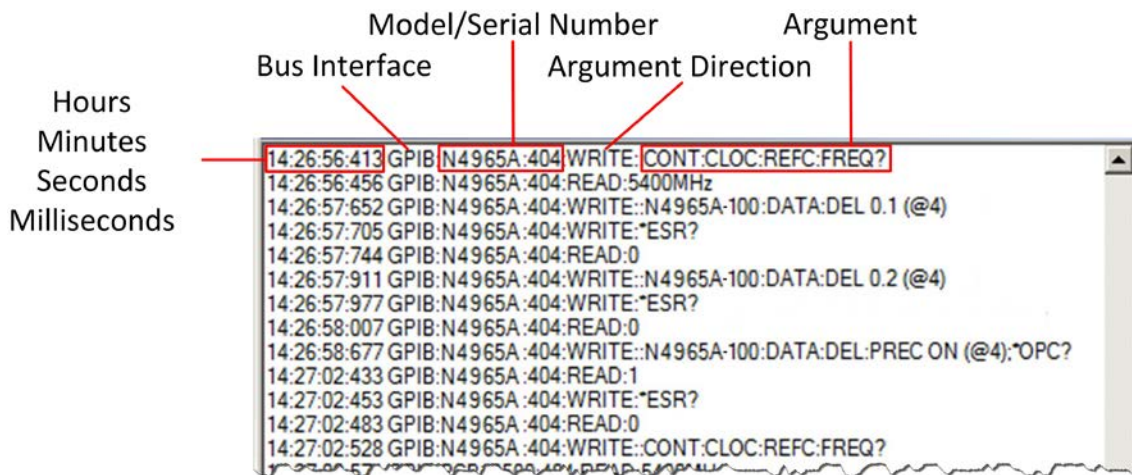 Model/Serial Number
Argument
Bus Interface
Argument Direction
Hours
Minutes
Seconds
Milliseconds
14:26:56:413 GPIB:N4965A:404:WRITE: CONT:CLOC:REFC:FREQ?
14:26:56:456 GPIB:N4965A:404:READ:5400MHz
14:26:57:652 GPIB:N4965A:404:WRITE::N4965A-100:DATA:DEL 0.1 (@4)
14:26:57:705 GPIB:N4965A:404:WRITE:*ESR?
14:26:57:744 GPIB:N4965A:404:READ:0
14:26:57:911 GPIB:N4965A:404:WRITE::N4965A-100:DATA:DEL 0.2 (@4)
14:26:57:977 GPIB:N4965A:404:WRITE:*ESR?
14:26:58:007 GPIB:N4965A:404:READ:0
14:26:58:677 GPIB:N4965A:404:WRITE::N4965A-100:DATA:DEL:PREC ON (@4);*OPC?
14:27:02:433 GPIB:N4965A:404:READ:1
14:27:02:453 GPIB:N4965A:404:WRITE:*ESR?
14:27:02:483 GPIB:N4965A:404:READ:0
14:27:02:528 GPIB:N4965A:404:WRITE::CONT:CLOC:REFC:FREQ?